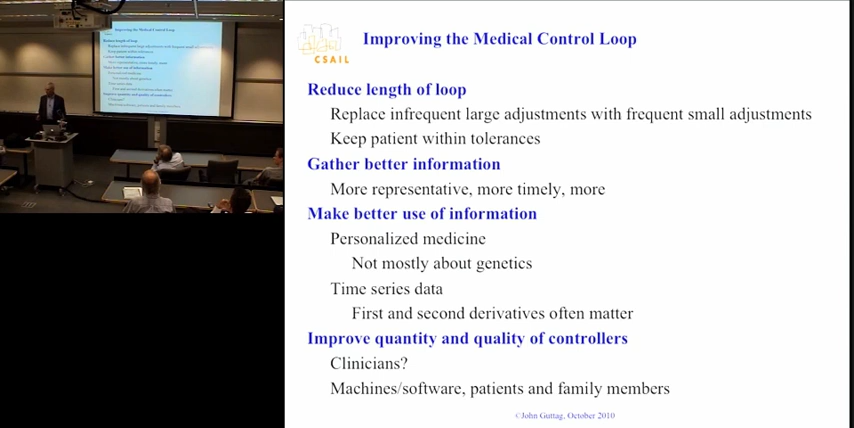 CSAIL
Improving the Medical Control Loop
Reduce length of loop
Replace infrequent large adjustments with frequent small adjustments
Keep patient within tolerances
Gather better information
More representative, more timely, more
Make better use of information
Personalized medicine
Not mostly about genetics
Time series data
First and second derivatives often matter
Improve quantity and quality of controllers
Clinicians?
Machines/software, patients and family members
©John Guttag, October 2010